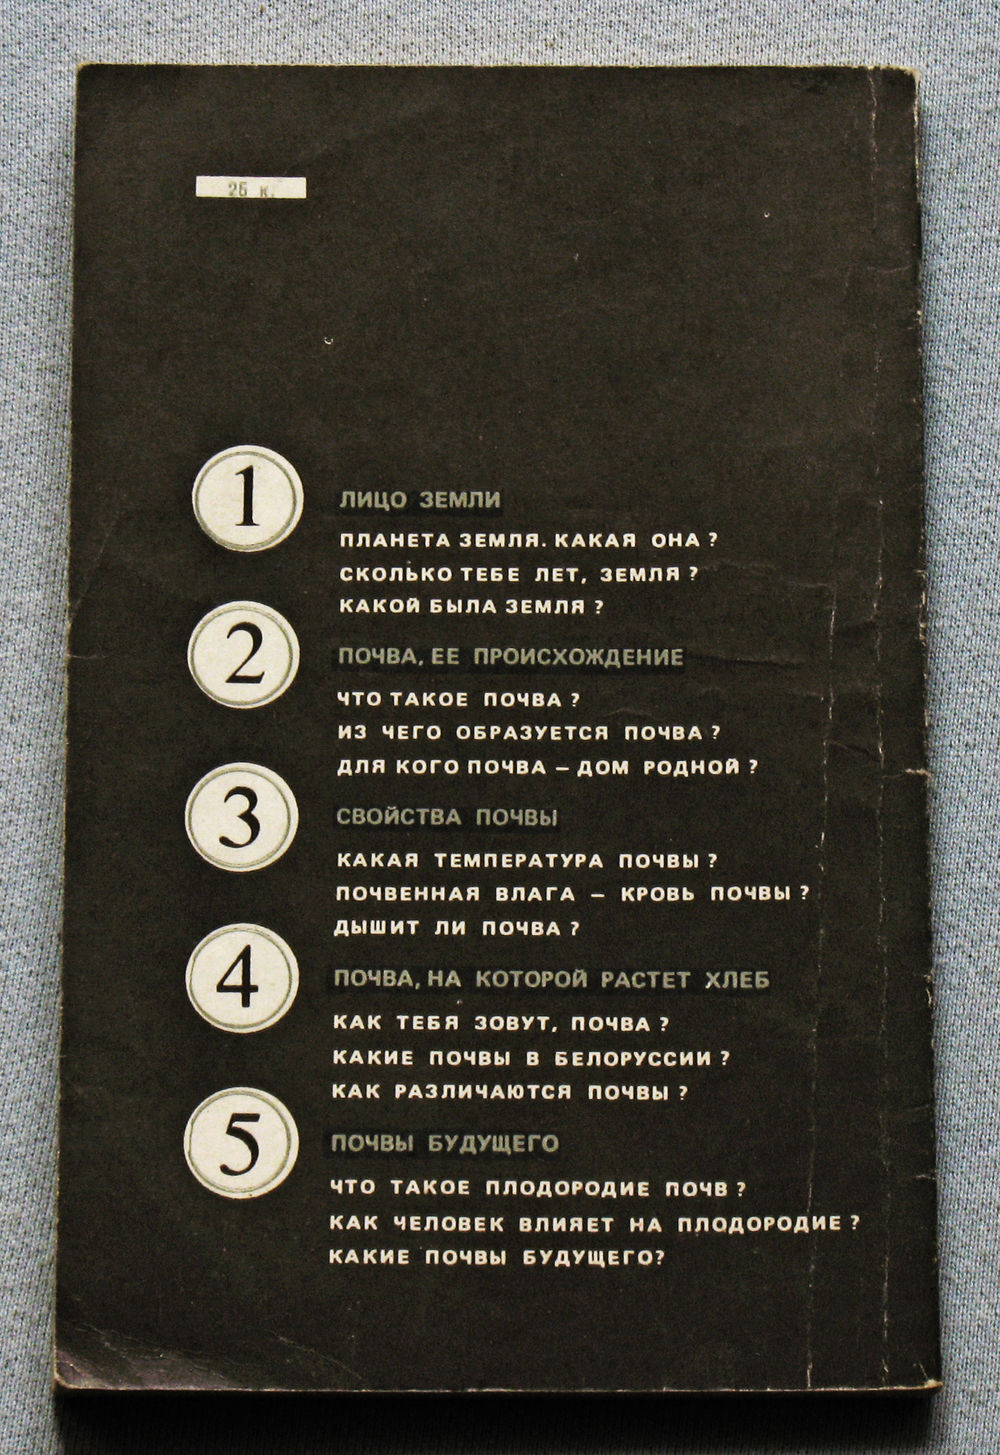 25 к.
1
ЛИЦО ЗЕМЛИ
ПЛАНЕТА ЗЕМЛЯ. КАКАЯ ОНА ?
СКОЛЬКО ТЕБЕ ЛЕТ, ЗЕМЛЯ ?
КАКОЙ БЫЛА ЗЕМЛЯ ?
2
ПОЧВА, ЕЕ ПРОИСХОЖДЕНИЕ
ЧТО ТАКОЕ ПОЧВА ?
ИЗ ЧЕГО ОБРАЗУЕТСЯ ПОЧВА ?
ДЛЯ КОГО ПОЧВА – ДОМ РОДНОЙ ?
3
СВОЙСТВА ПОЧВЫ
КАКАЯ ТЕМПЕРАТУРА ПОЧВЫ ?
ПОЧВЕННАЯ ВЛАГА – КРОВЬ ПОЧВЫ ?
ДЫШИТ ЛИ ПОЧВА ?
4
ПОЧВА, НА КОТОРОЙ РАСТЕТ ХЛЕБ
КАК ТЕБЯ ЗОВУТ, ПОЧВА ?
КАКИЕ ПОЧВЫ В БЕЛОРУССИИ ?
КАК РАЗЛИЧАЮТСЯ ПОЧВЫ ?
5
ПОЧВЫ БУДУЩЕГО
ЧТО ТАКОЕ ПЛОДОРОДИЕ ПОЧВ ?
КАК ЧЕЛОВЕК ВЛИЯЕТ НА ПЛОДОРОДИЕ ?
КАКИЕ ПОЧВЫ БУДУЩЕГО?